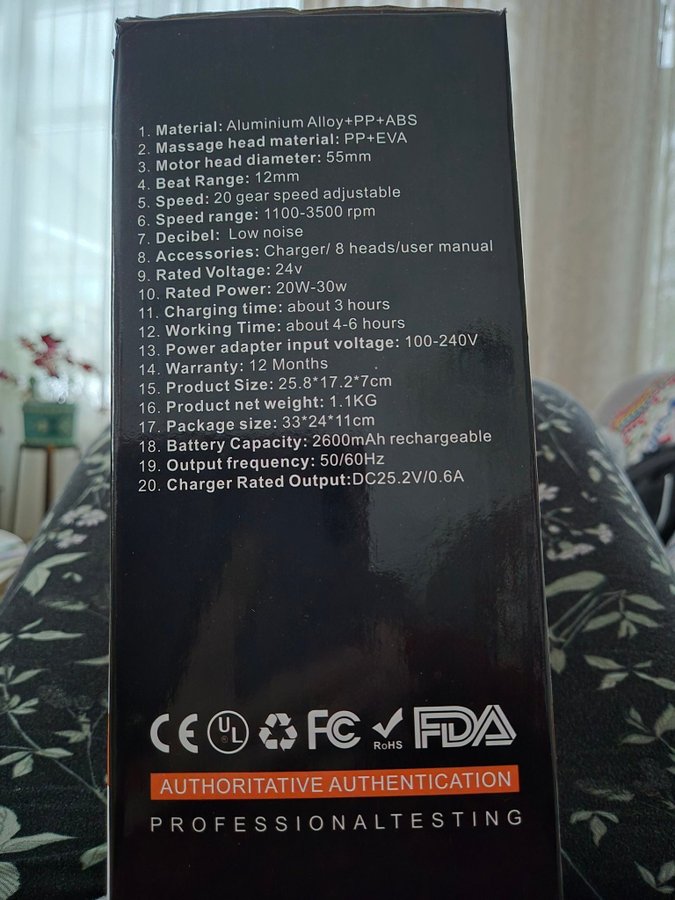 1. Material: Aluminium Alloy+PP+ABS
2. Massage head material: PP+EVA
3. Motor head diameter: 55mm
4. Beat Range: 12mm
5. Speed: 20 gear speed adjustable
6. Speed range: 1100-3500 rpm
7. Decibel: Low noise
8. Accessories: Charger/ 8 heads/user manual
9. Rated Voltage: 24v
10. Rated Power: 20W-30w
11. Charging time: about 3 hours
12. Working Time: about 4-6 hours
13. Power adapter input voltage: 100-240V
14. Warranty: 12 Months
15. Product Size: 25.8*17.2*7cm
16. Product net weight: 1.1KG
17. Package size: 33*24*11cm
18. Battery Capacity: 2600mAh rechargeable
19. Output frequency: 50/60Hz
20. Charger Rated Output:DC25.2V/0.6A
CE UL FC RoHS FDA
AUTHORITATIVE AUTHENTICATION
PROFESSIONALTESTING